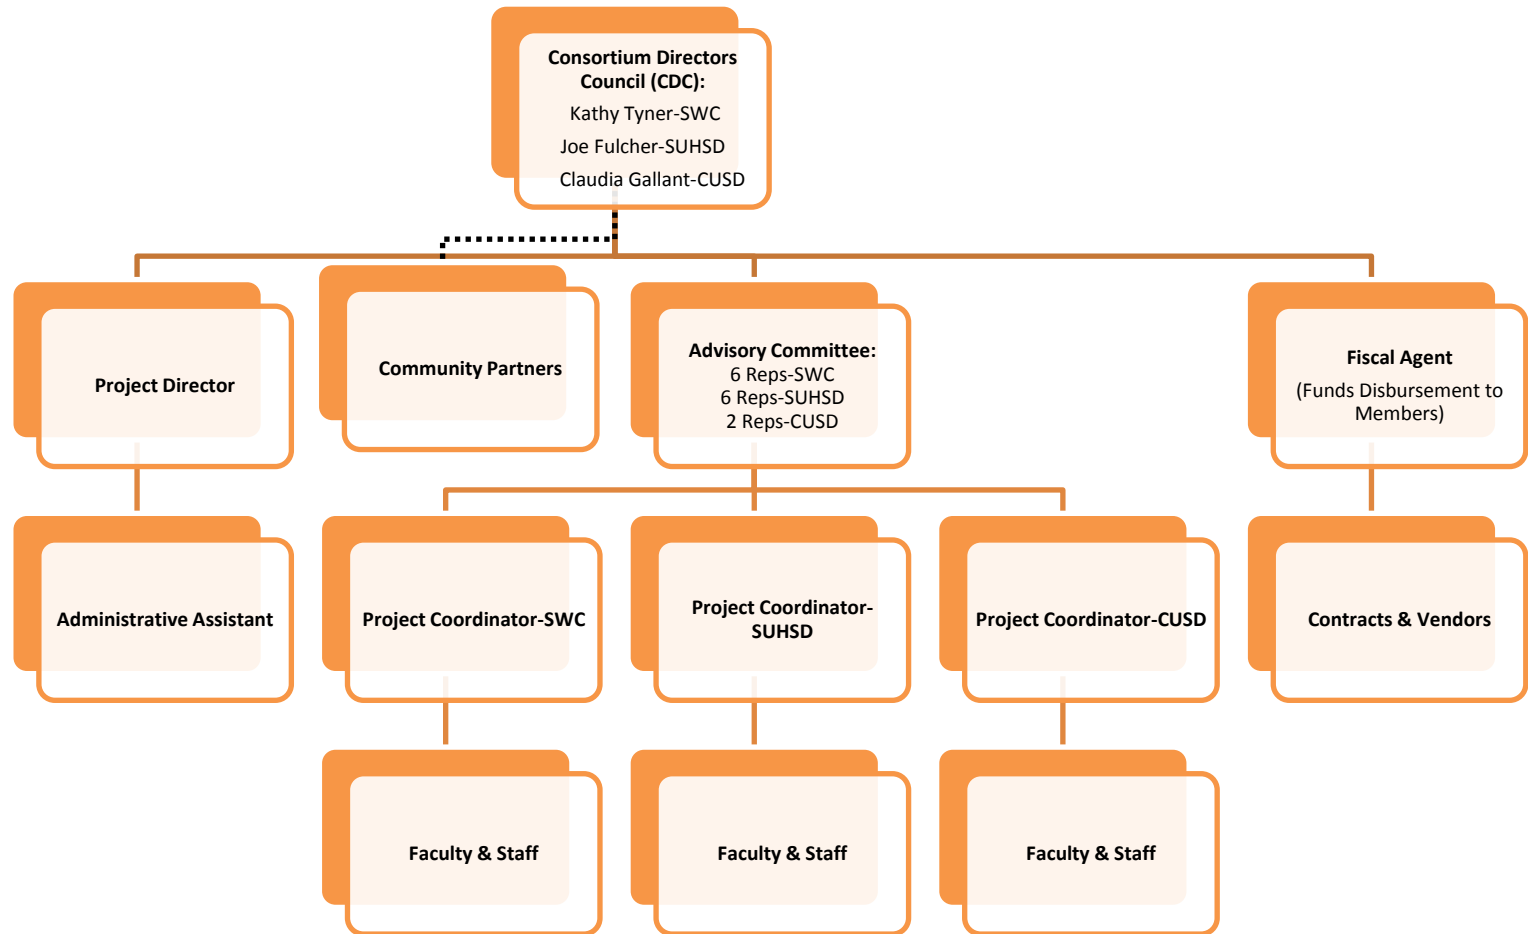 Consortium Directors
Council (CDC):
Kathy Tyner-SWC
Joe Fulcher-SUHSD
Claudia Gallant-CUSD
Project Director
Community Partners
Advisory Committee:
6 Reps-SWC
6 Reps-SUHSD
2 Reps-CUSD
Fiscal Agent
(Funds Disbursement to
Members)
Administrative Assistant
Project Coordinator-SWC
Project Coordinator-
SUHSD
Project Coordinator-CUSD
Contracts & Vendors
Faculty & Staff
Faculty & Staff
Faculty & Staff